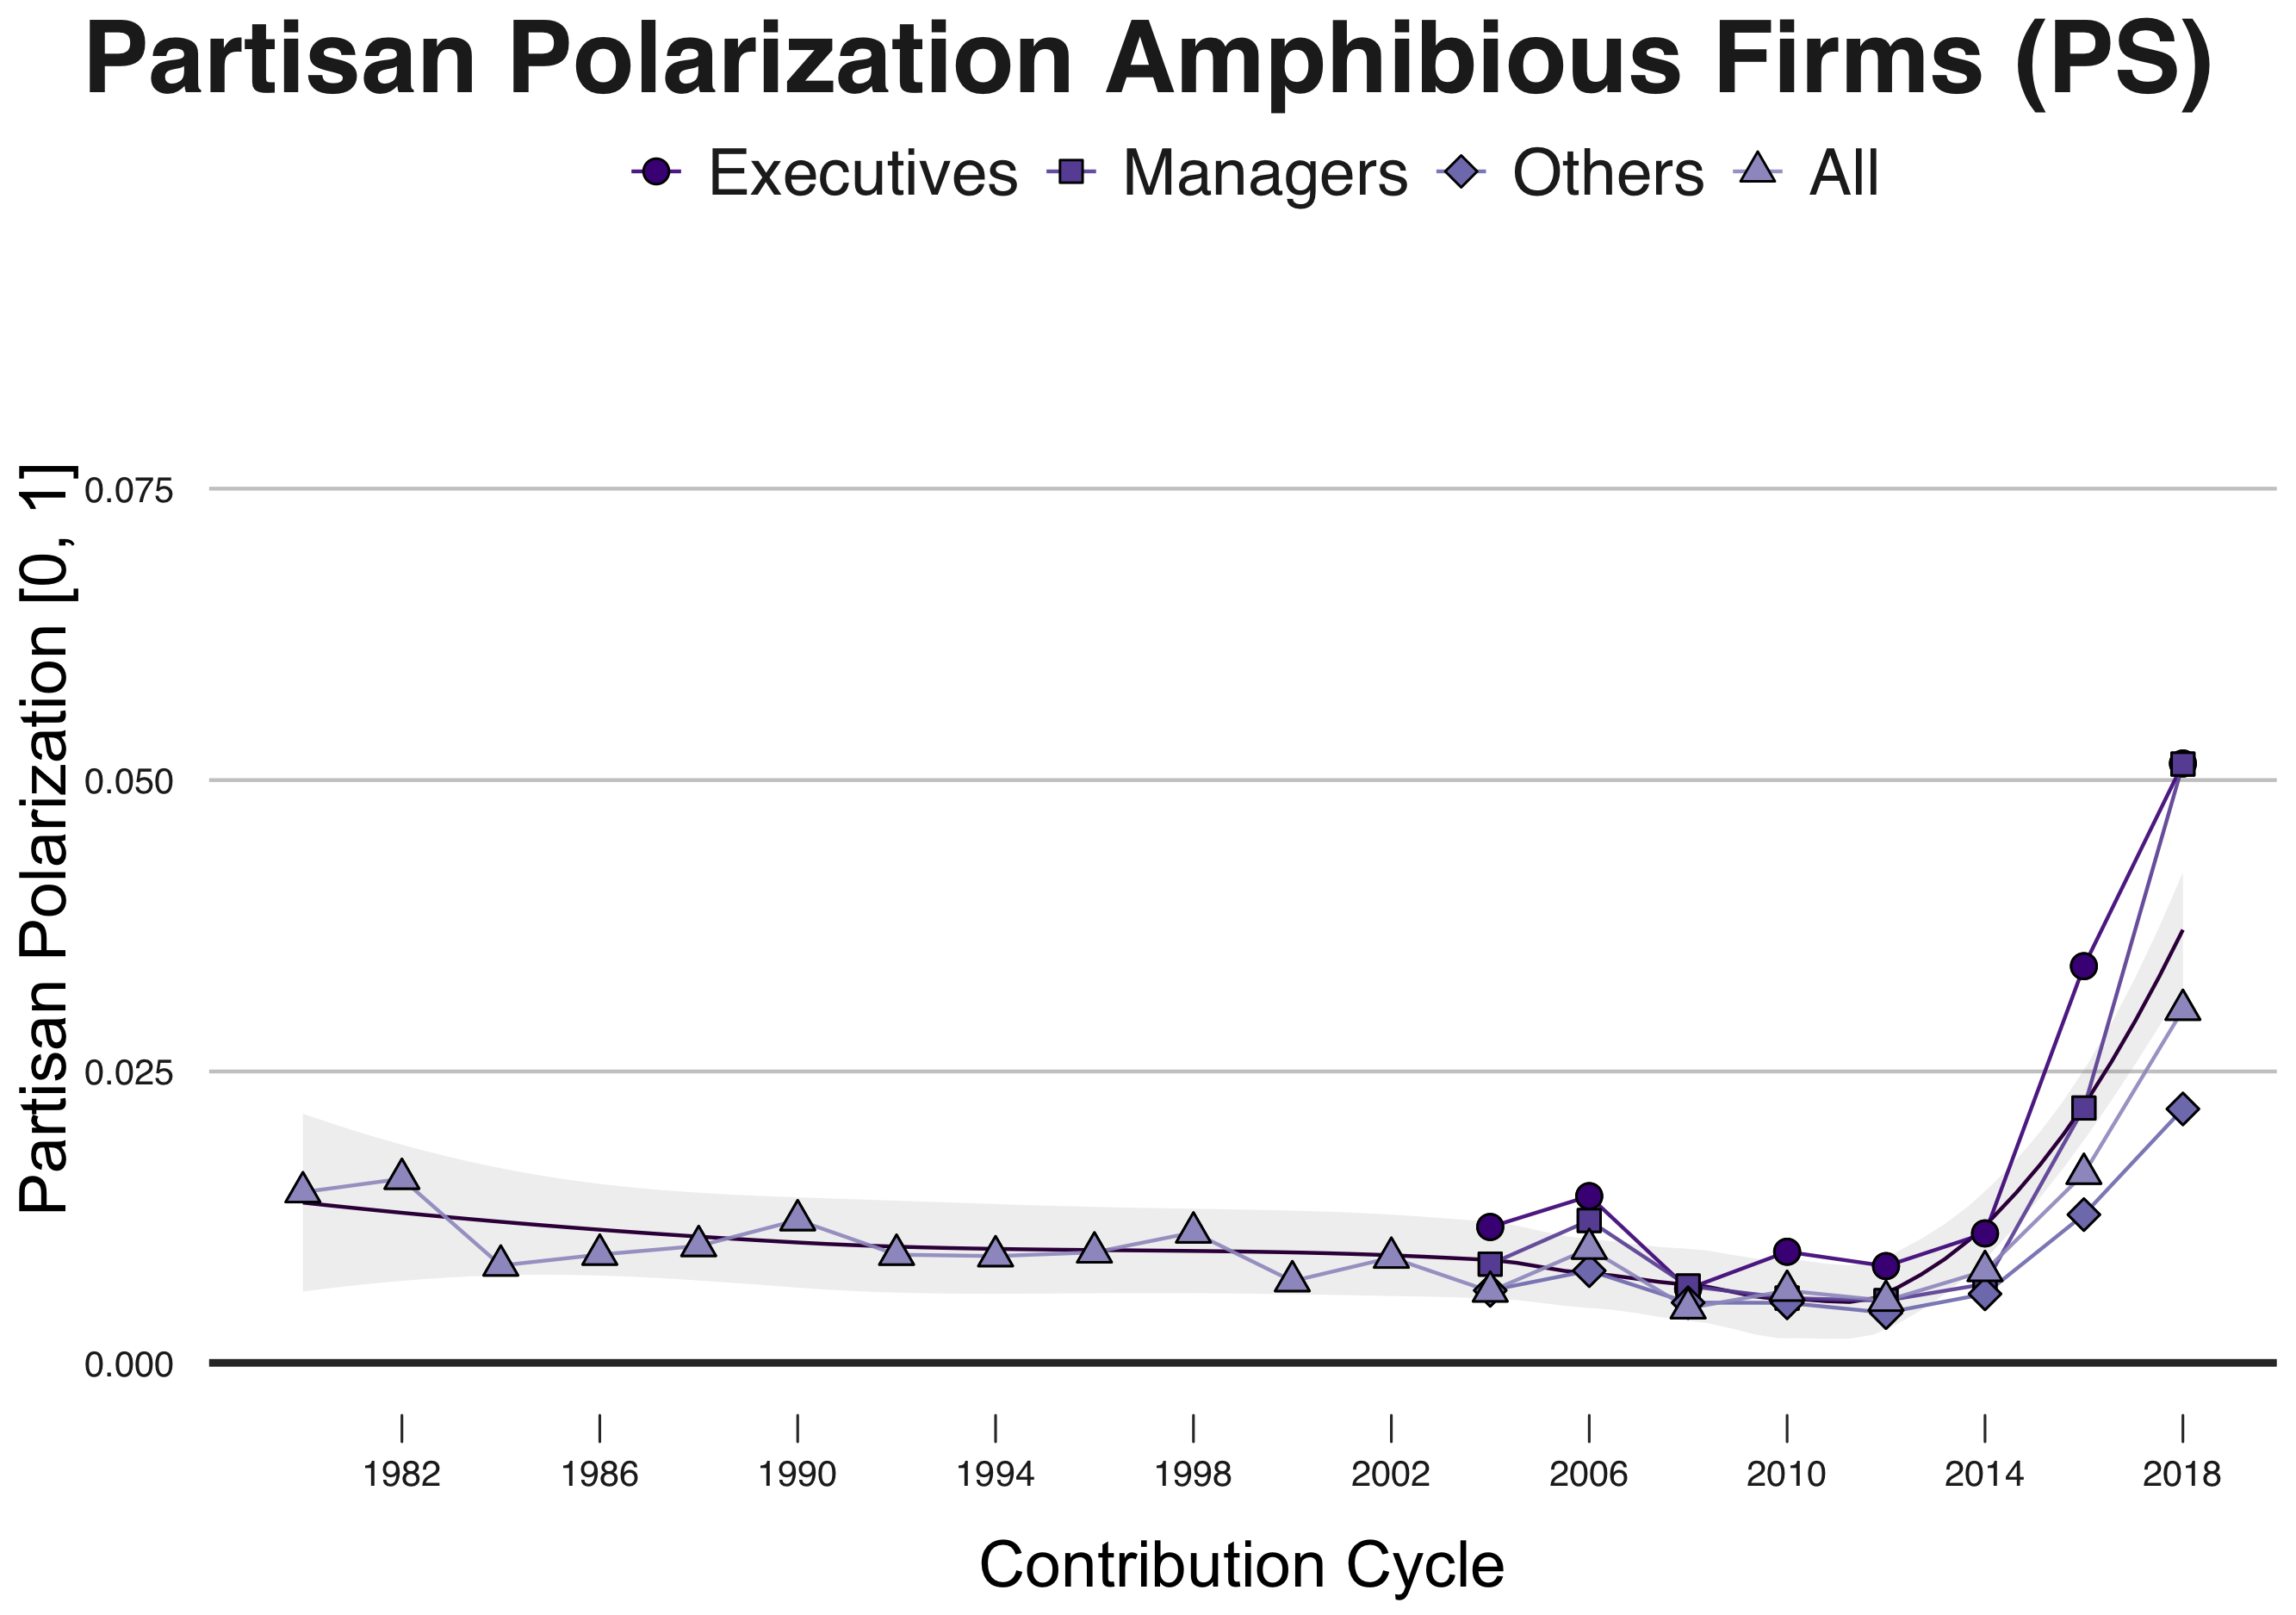 Partisan Polarization Amphibious Firms (PS)
Executives Managers Others All
Partisan Polarization [0, 1]
0.075
0.050
0.025
0.000
1982 1986 1990 1994 1998 2002 2006 2010 2014 2018
Contribution Cycle